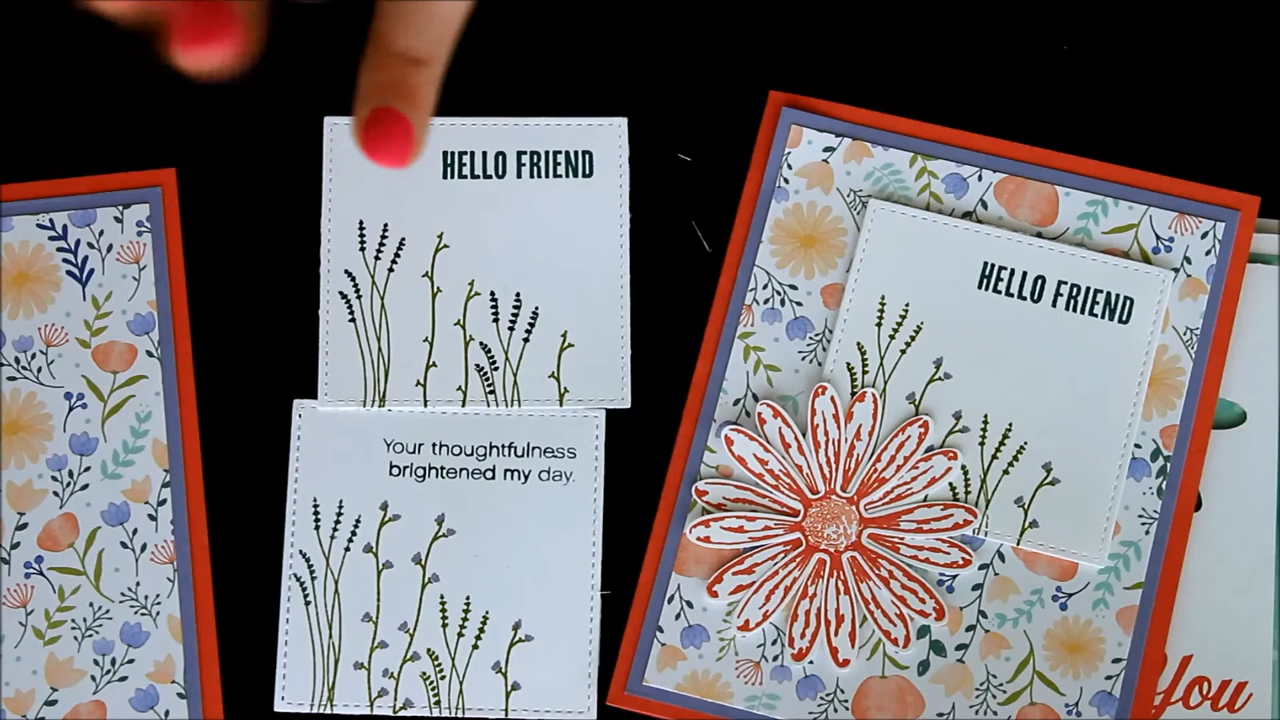 HELLO FRIEND
Your thoughtfulness
brightened my day.
HELLO FRIEND
You